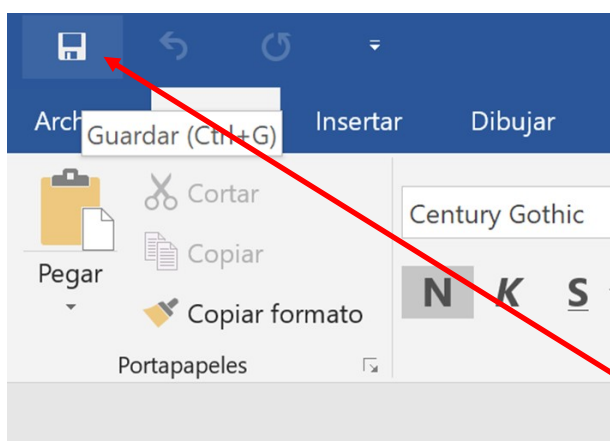 Guardar (Ctrl+G)
Insertar
Dibujar
Cortar
Copiar
Copiar formato
Pegar
Portapapeles
Century Gothic
N K S